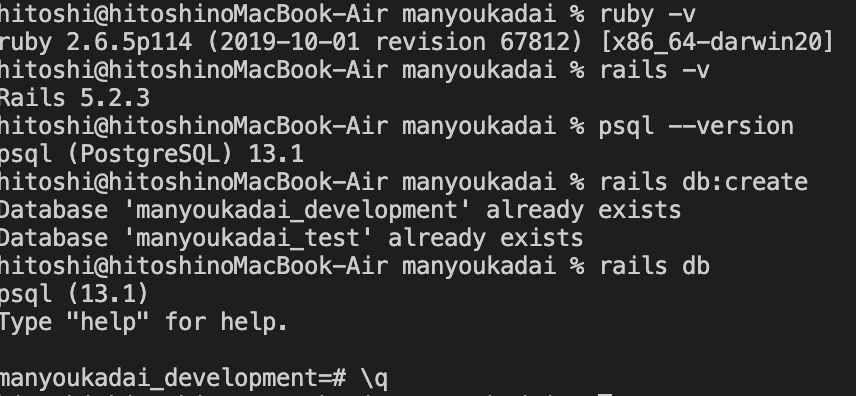 hitoshi@hitoshinoMacBook-Air manyoukadai % ruby -v
ruby 2.6.5p114 (2019-10-01 revision 67812) [x86_64-darwin20]
hitoshi@hitoshinoMacBook-Air manyoukadai % rails -v
Rails 5.2.3
hitoshi@hitoshinoMacBook-Air manyoukadai % psql --version
psql (PostgreSQL) 13.1
hitoshi@hitoshinoMacBook-Air manyoukadai % rails db:create
Database 'manyoukadai_development' already exists
Database 'manyoukadai_test' already exists
hitoshi@hitoshinoMacBook-Air manyoukadai % rails db
psql (13.1)
Type "help" for help.
manyoukadai_development=# \q